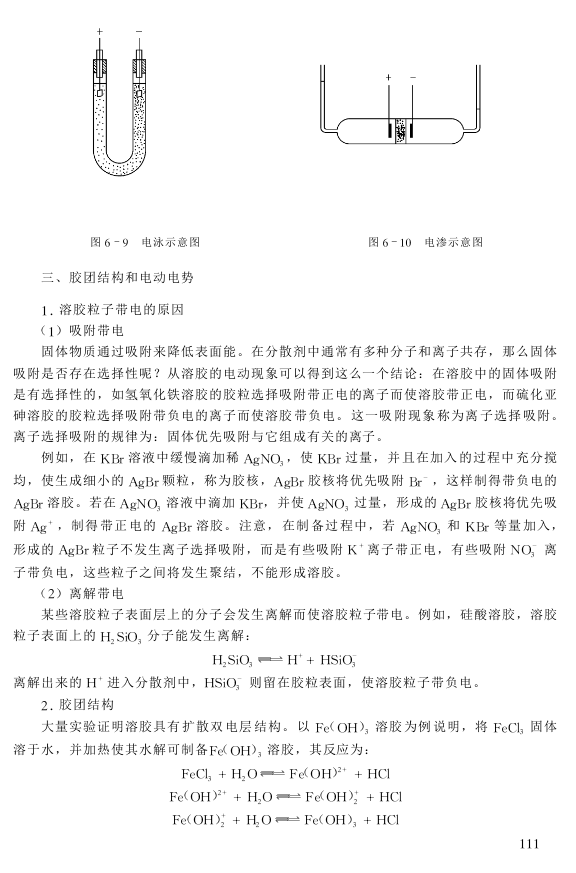 + −
+ −
图 6－9 电泳示意图
图 6－10 电渗示意图
三、胶团结构和电动电势
1. 溶胶粒子带电的原因
（1）吸附带电
固体物质通过吸附来降低表面能。在分散剂中通常有多种分子和离子共存，那么固体
吸附是否存在选择性呢？从溶胶的电动现象可以得到这么一个结论：在溶胶中的固体吸附
是有选择性的，如氢氧化铁溶胶的胶粒选择吸附带正电的离子而使溶胶带正电，而硫化亚
砷溶胶的胶粒选择吸附带负电的离子而使溶胶带负电。这一吸附现象称为离子选择吸附。
离子选择吸附的规律为：固体优先吸附与它组成有关的离子。
例如，在 KBr 溶液中缓慢滴加稀 AgNO₃，使 KBr 过量，并且在加入的过程中充分搅
均，使生成细小的 AgBr 颗粒，称为胶核，AgBr 胶核将优先吸附 Br⁻，这样制得带负电的
AgBr 溶胶。若在 AgNO₃ 溶液中滴加 KBr，并使 AgNO₃ 过量，形成的 AgBr 胶核将优先吸
附 Ag⁺，制得带正电的 AgBr 溶胶。注意，在制备过程中，若 AgNO₃ 和 KBr 等量加入，
形成的 AgBr 粒子不发生离子选择吸附，而是有些吸附 K⁺ 离子带正电，有些吸附 NO₃⁻ 离
子带负电，这些粒子之间将发生聚结，不能形成溶胶。
（2）离解带电
某些溶胶粒子表面层上的分子会发生离解而使溶胶粒子带电。例如，硅酸溶胶，溶胶
粒子表面上的 H₂SiO₃ 分子能发生离解：
H₂SiO₃ ⇌ H⁺ + HSiO₃⁻
离解出来的 H⁺ 进入分散剂中，HSiO₃⁻ 则留在胶粒表面，使溶胶粒子带负电。
2. 胶团结构
大量实验证明溶胶具有扩散双电层结构。以 Fe(OH)₃ 溶胶为例说明，将 FeCl₃ 固体
溶于水，并加热使其水解可制备Fe(OH)₃ 溶胶，其反应为：
FeCl₃ + H₂O ⇌ Fe(OH)²⁺ + HCl
Fe(OH)²⁺ + H₂O ⇌ Fe(OH)₂⁺ + HCl
Fe(OH)₂⁺ + H₂O ⇌ Fe(OH)₃ + HCl
111